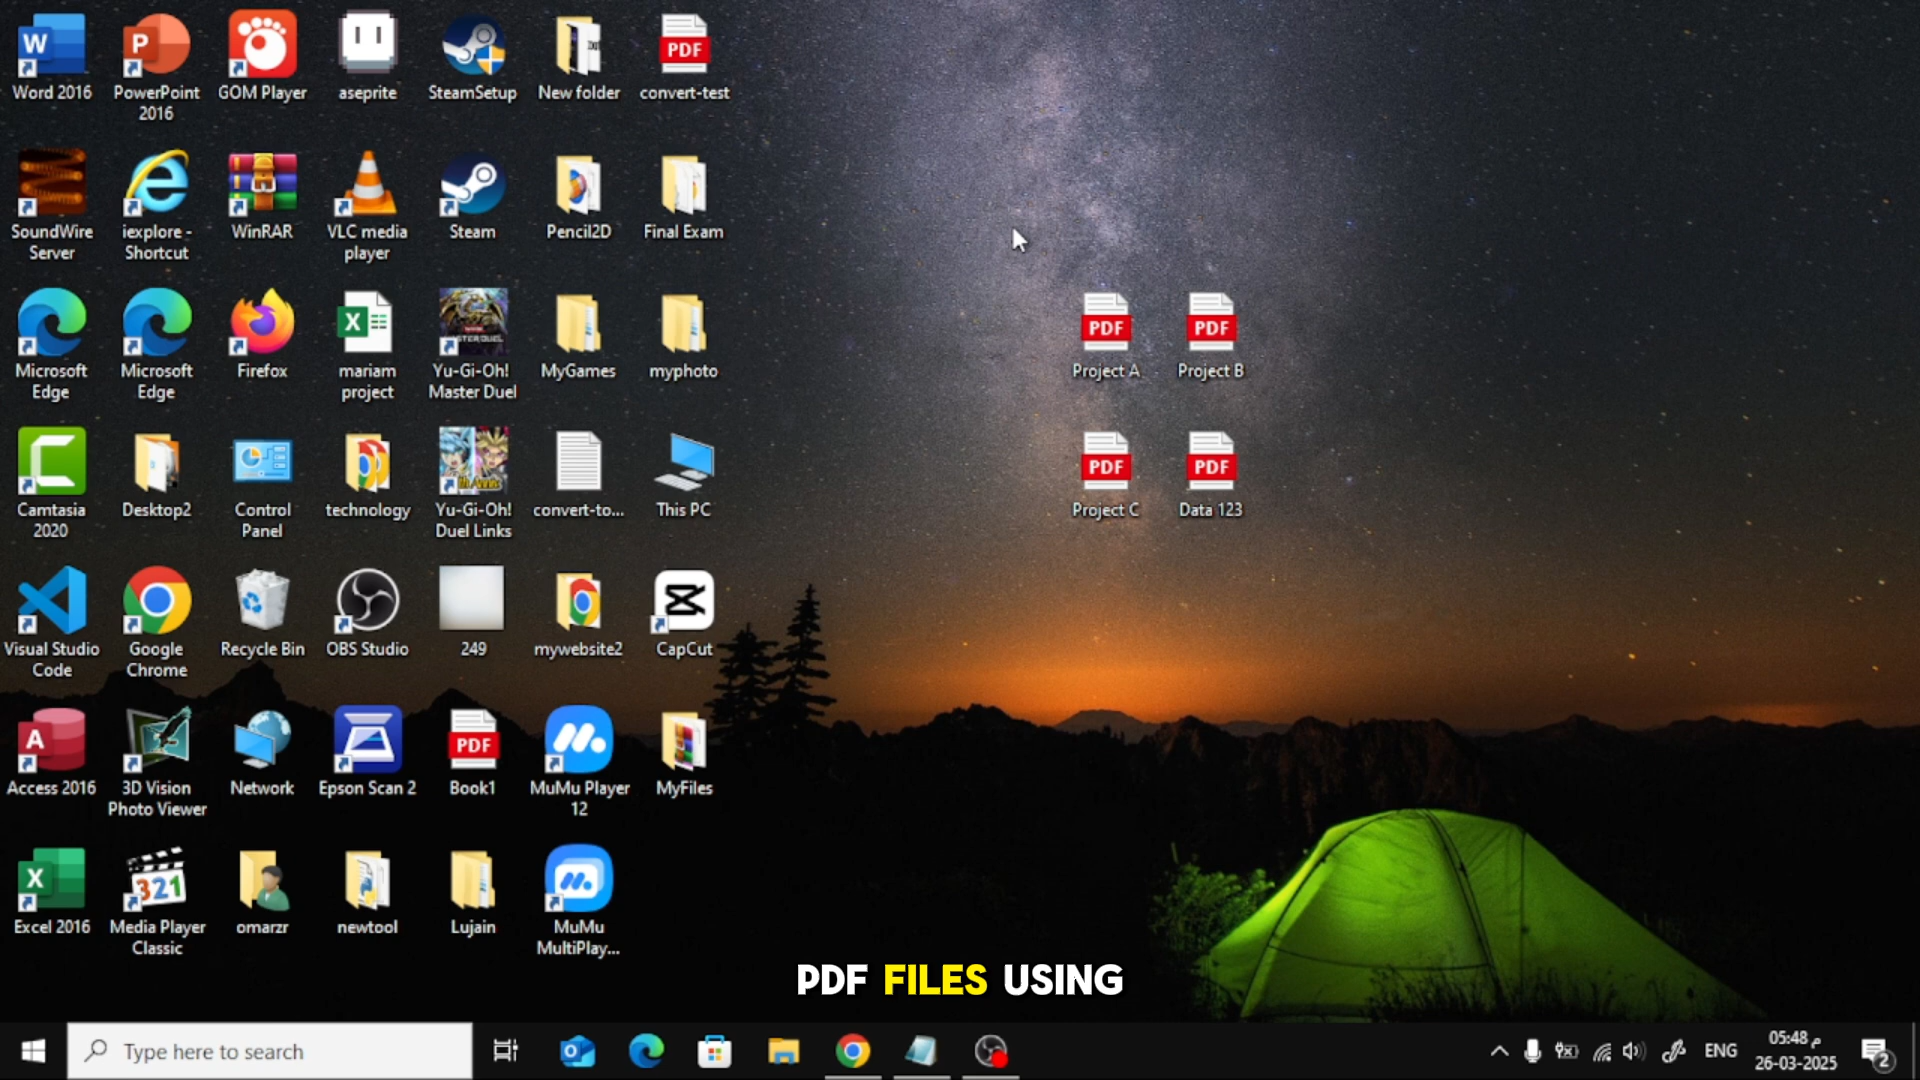 Word 2016
PowerPoint
2016
GOM Player
aseprite
SteamSetup
New folder
PDF
convert-test
SoundWire
Server
iexplore -
Shortcut
WinRAR
VLC media
player
Steam
Pencil2D
Final Exam
Microsoft
Edge
Microsoft
Edge
Firefox
mariam
project
Yu-Gi-Oh!
Master Duel
MyGames
myphoto
PDF
Project A
PDF
Project B
Camtasia
2020
Desktop2
Control
Panel
technology
Yu-Gi-Oh!
Duel Links
convert-to...
This PC
PDF
Project C
PDF
Data 123
Visual Studio
Code
Google
Chrome
Recycle Bin
OBS Studio
249
mywebsite2
CapCut
Access 2016
3D Vision
Photo Viewer
Network
Epson Scan 2
PDF
Book1
MuMu Player
12
MyFiles
Excel 2016
321
Media Player
Classic
omarzr
newtool
Lujain
MuMu
MultiPlay...
PDF FILES USING
Type here to search
ENG
05:48 م
26-03-2025
2